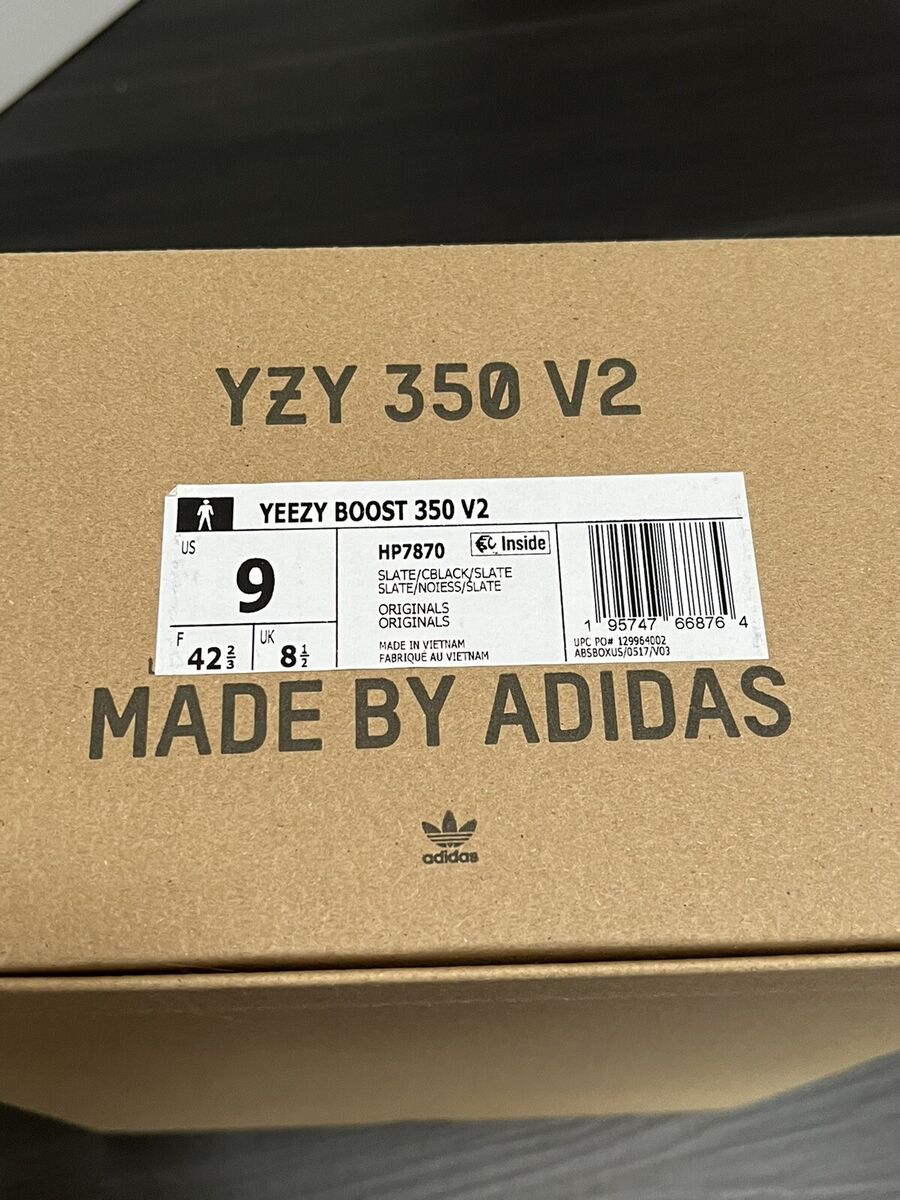 YZY 350 V2
YEEZY BOOST 350 V2
US
9
F
42 2/3
UK
8 1/2
HP7870
Inside
SLATE/CBLACK/SLATE
SLATE/NOIESS/SLATE
ORIGINALS
ORIGINALS
MADE IN VIETNAM
FABRIQUÉ AU VIETNAM
1 95747 66876 4
UPC PO# 129964002
ABSBOXUS/0517/V03
MADE BY ADIDAS
adidas